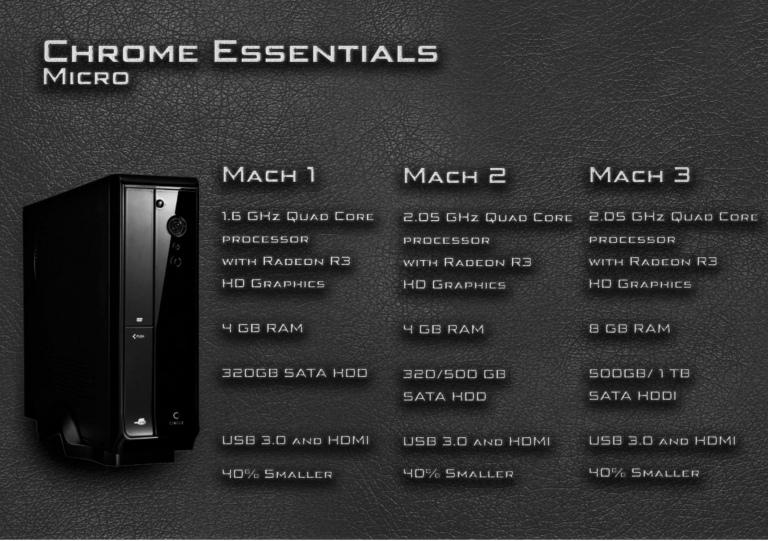 Chrome Essentials
Micro
Mach 1
1.6 GHz Quad Core
processor
with Radeon R3
HD Graphics
4 GB RAM
320GB SATA HDD
USB 3.0 and HDMI
40% Smaller
Mach 2
2.05 GHz Quad Core
processor
with Radeon R3
HD Graphics
4 GB RAM
320/500 GB
SATA HDD
USB 3.0 and HDMI
40% Smaller
Mach 3
2.05 GHz Quad Core
processor
with Radeon R3
HD Graphics
8 GB RAM
500GB/ 1 TB
SATA HDDI
USB 3.0 and HDMI
40% Smaller
CIRCLE